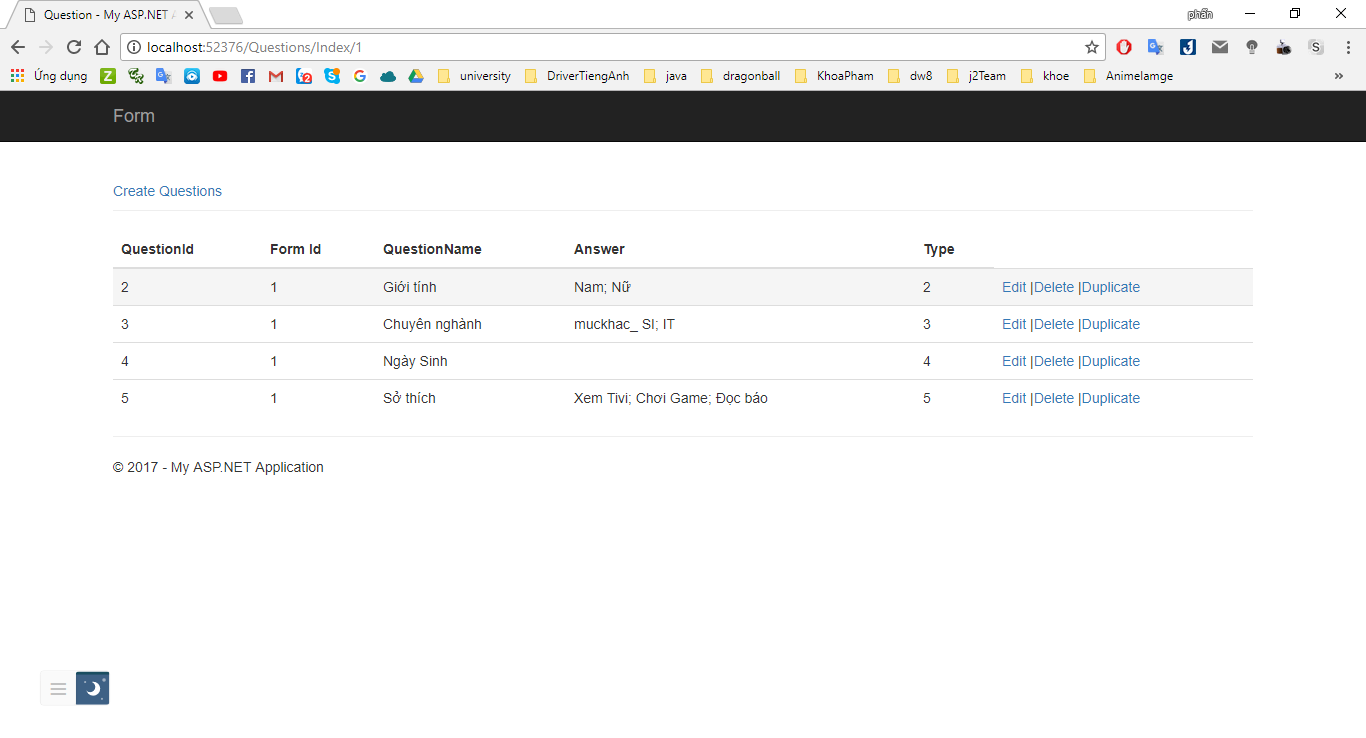 Question - My ASP.NET A
phấn
localhost:52376/Questions/Index/1
Ứng dụng university DriverTiengAnh java dragonball KhoaPham dw8 j2Team khoe Animelamge
Form
Create Questions
QuestionId Form Id QuestionName Answer Type
2 1 Giới tính Nam; Nữ 2 Edit |Delete |Duplicate
3 1 Chuyên nghành muckhac_ SI; IT 3 Edit |Delete |Duplicate
4 1 Ngày Sinh 4 Edit |Delete |Duplicate
5 1 Sở thích Xem Tivi; Chơi Game; Đọc báo 5 Edit |Delete |Duplicate
© 2017 - My ASP.NET Application